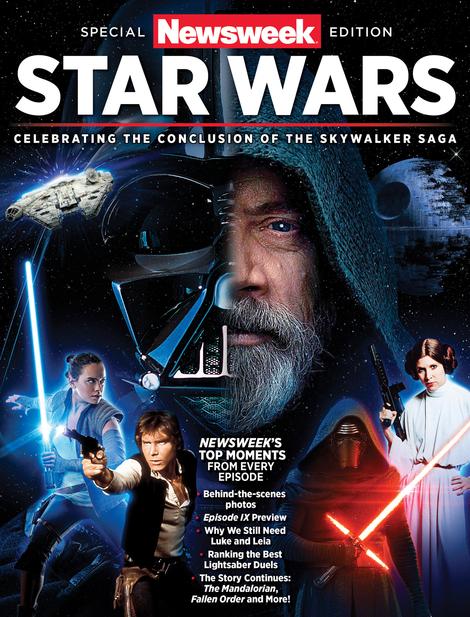 SPECIAL Newsweek EDITION
STAR WARS
CELEBRATING THE CONCLUSION OF THE SKYWALKER SAGA
NEWSWEEK'S
TOP MOMENTS
FROM EVERY
EPISODE
• Behind-the-scenes
photos
• Episode IX Preview
• Why We Still Need
Luke and Leia
• Ranking the Best
Lightsaber Duels
• The Story Continues:
The Mandalorian,
Fallen Order and More!